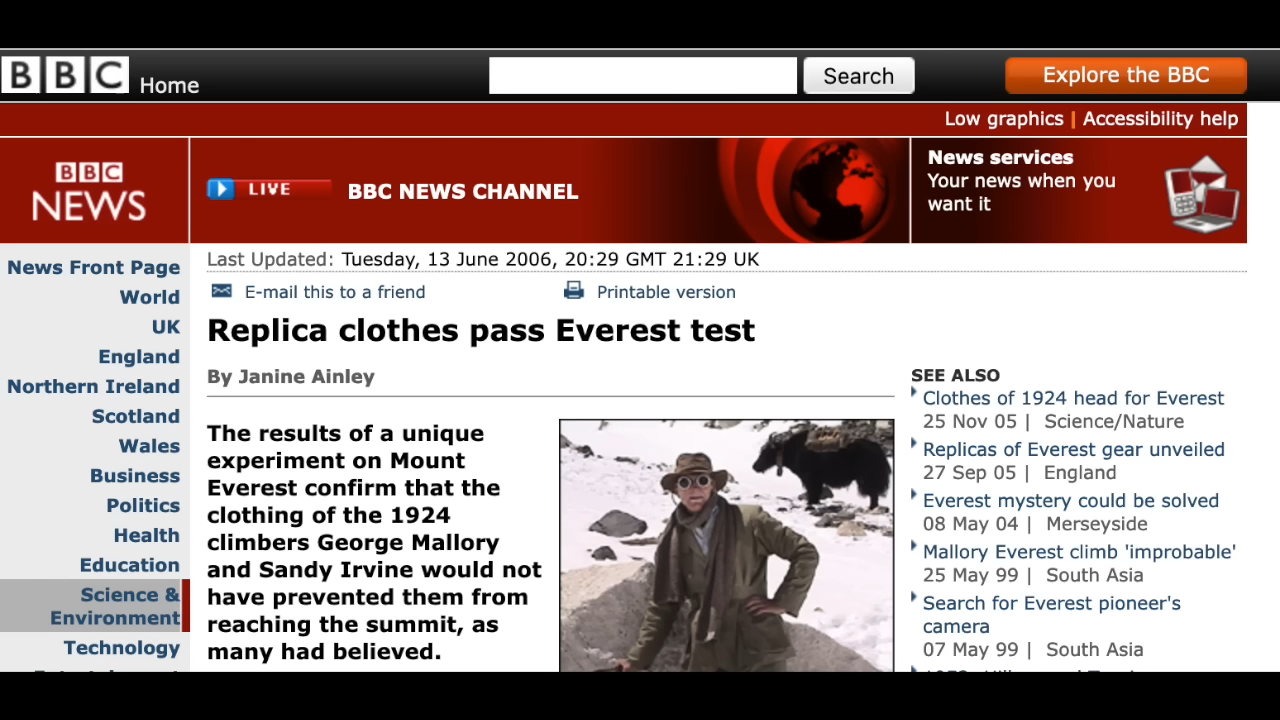 BBC Home
Search
Explore the BBC
Low graphics | Accessibility help
BBC
NEWS
LIVE
BBC NEWS CHANNEL
News services
Your news when you
want it
News Front Page
World
UK
England
Northern Ireland
Scotland
Wales
Business
Politics
Health
Education
Science &
Environment
Technology
Last Updated: Tuesday, 13 June 2006, 20:29 GMT 21:29 UK
E-mail this to a friend
Printable version
Replica clothes pass Everest test
By Janine Ainley
The results of a unique
experiment on Mount
Everest confirm that the
clothing of the 1924
climbers George Mallory
and Sandy Irvine would not
have prevented them from
reaching the summit, as
many had believed.
SEE ALSO
Clothes of 1924 head for Everest
25 Nov 05 | Science/Nature
Replicas of Everest gear unveiled
27 Sep 05 | England
Everest mystery could be solved
08 May 04 | Merseyside
Mallory Everest climb 'improbable'
25 May 99 | South Asia
Search for Everest pioneer's
camera
07 May 99 | South Asia